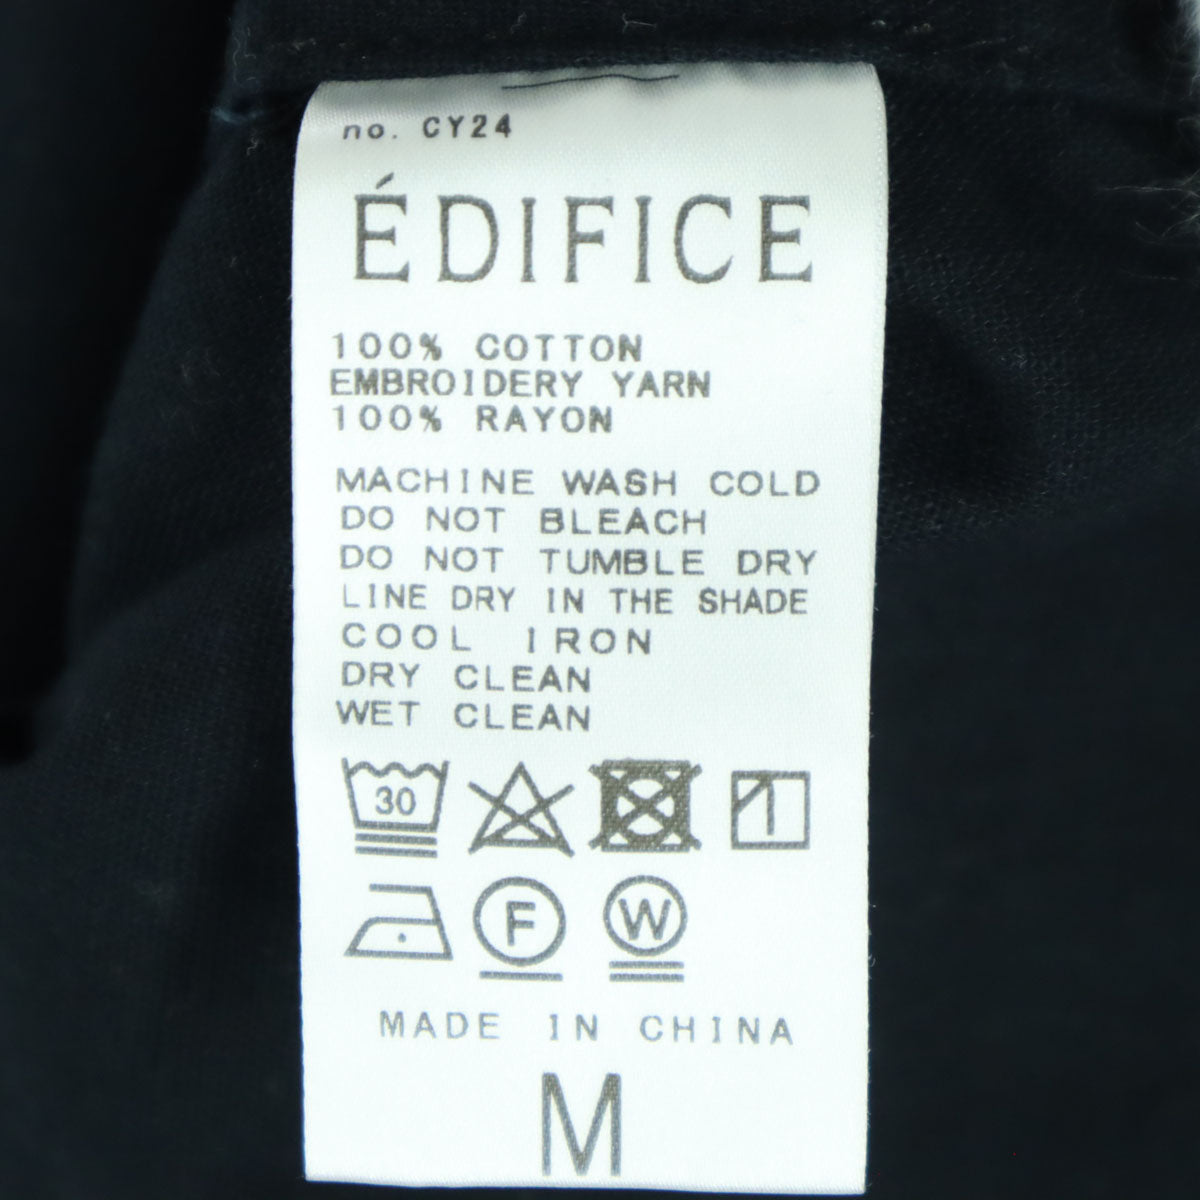 no. CY24
ÉDIFICE
100% COTTON
EMBROIDERY YARN
100% RAYON
MACHINE WASH COLD
DO NOT BLEACH
DO NOT TUMBLE DRY
LINE DRY IN THE SHADE
COOL IRON
DRY CLEAN
WET CLEAN
30
F W
MADE IN CHINA
M